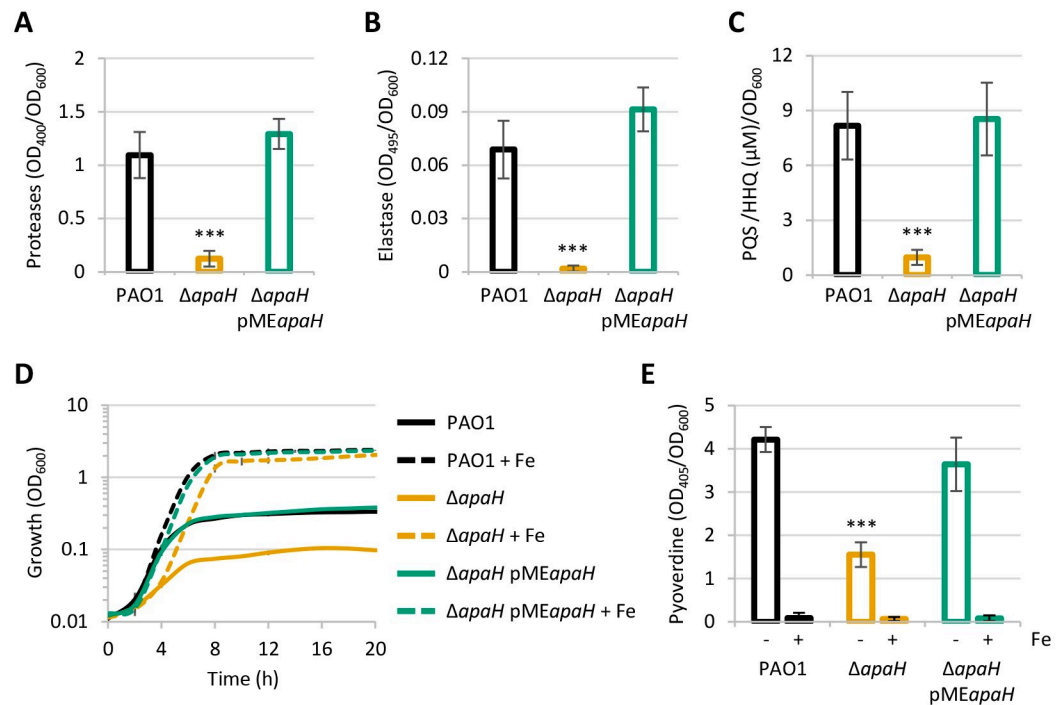 A
Proteases (OD400/OD600)
2
1.5
1
0.5
0
***
PAO1
ΔapaH
ΔapaH
pMEapaH
B
Elastase (OD495/OD600)
0.12
0.09
0.06
0.03
0
***
PAO1
ΔapaH
ΔapaH
pMEapaH
C
PQS /HHQ (µM)/OD600
12
9
6
3
0
***
PAO1
ΔapaH
ΔapaH
pMEapaH
D
Growth (OD600)
10
1
0.1
0.01
0 4 8 12 16 20
Time (h)
PAO1
PAO1 + Fe
ΔapaH
ΔapaH + Fe
ΔapaH pMEapaH
ΔapaH pMEapaH + Fe
E
Pyoverdine (OD405/OD600)
5
4
3
2
1
0
***
- + - + - + Fe
PAO1
ΔapaH
ΔapaH
pMEapaH